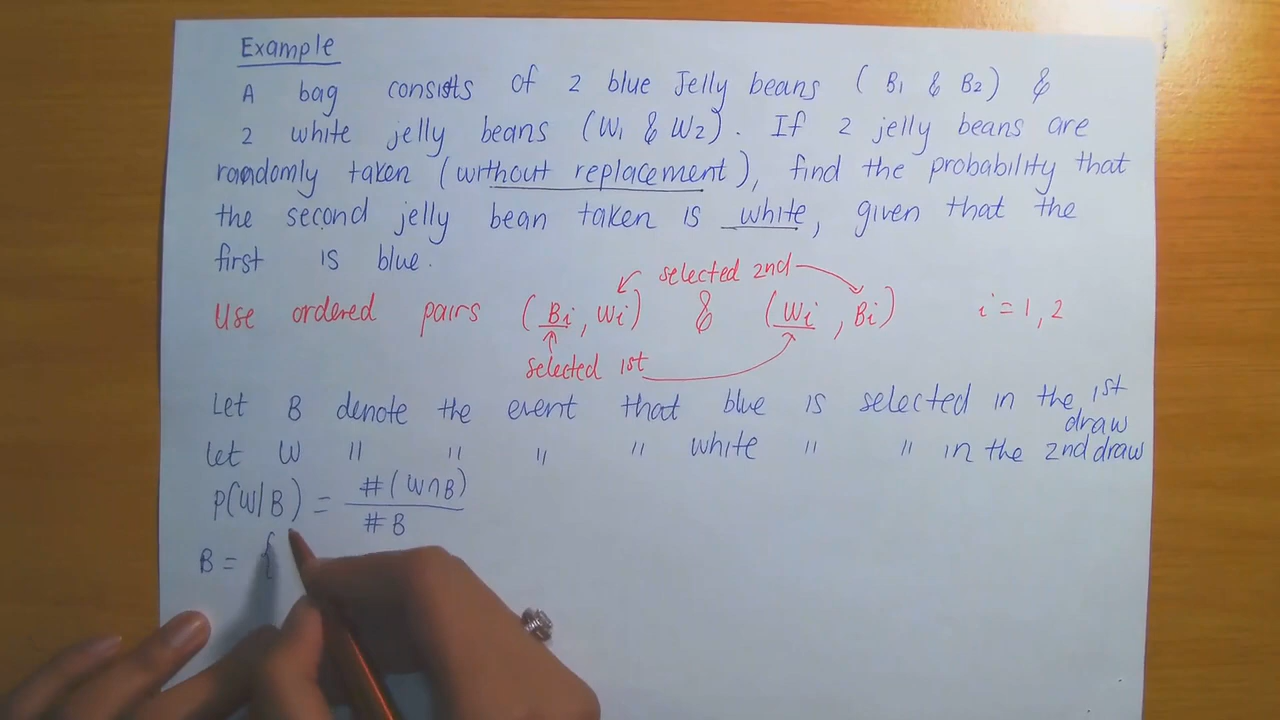 Example
A bag consists of 2 blue Jelly beans ( B1 & B2 ) &
2 white jelly beans (W1 & W2). If 2 jelly beans are
randomly taken (without replacement), find the probability that
the second jelly bean taken is white, given that the
first is blue.
selected 2nd
Use ordered pairs (Bi, Wi) & (Wi, Bi) i = 1, 2
selected 1st
Let B denote the event that blue is selected in the 1st draw
Let W " " " " white " " in the 2nd draw
P(W|B) = #(W∩B) / #B
B = {